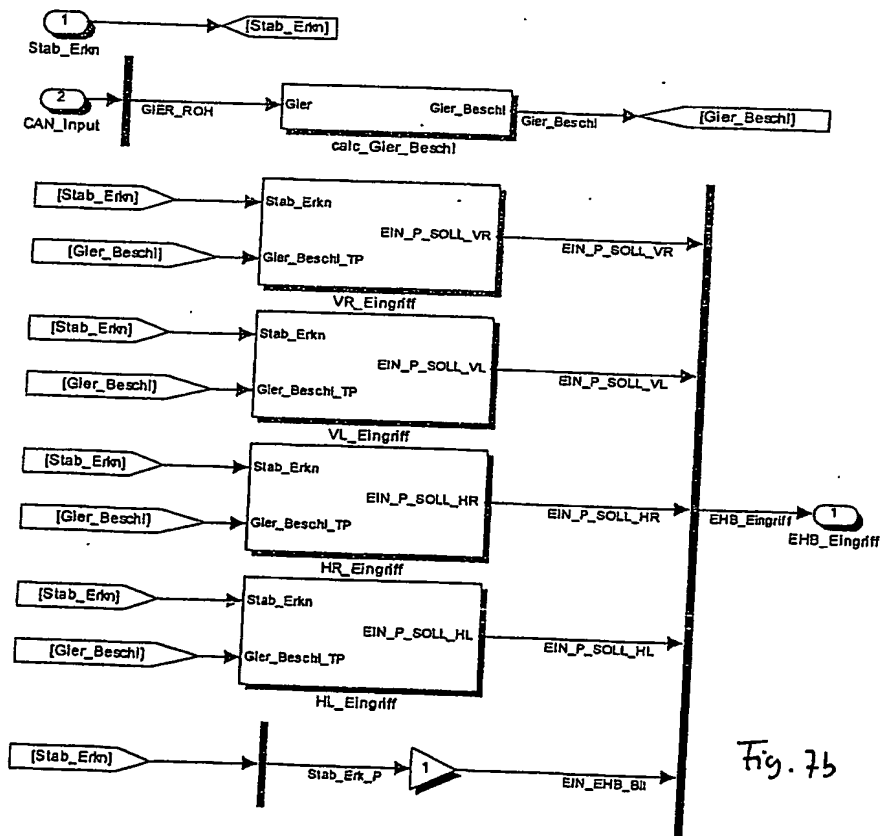 1
[Stab_Erkn]
Stab_Erkn
2
CAN_Input
GIER_ROH
Gier
Gier_Beschl
calc_Gier_Beschl
Gier_Beschl
[Gier_Beschl]
[Stab_Erkn]
[Gier_Beschl]
Stab_Erkn
EIN_P_SOLL_VR
Gier_Beschl_TP
VR_Eingriff
EIN_P_SOLL_VR
[Stab_Erkn]
[Gier_Beschl]
Stab_Erkn
EIN_P_SOLL_VL
Gier_Beschl_TP
VL_Eingriff
EIN_P_SOLL_VL
[Stab_Erkn]
[Gier_Beschl]
Stab_Erkn
EIN_P_SOLL_HR
Gier_Beschl_TP
HR_Eingriff
EIN_P_SOLL_HR
EHB_Eingriff
1
EHB_Eingriff
[Stab_Erkn]
[Gier_Beschl]
Stab_Erkn
EIN_P_SOLL_HL
Gier_Beschl_TP
HL_Eingriff
EIN_P_SOLL_HL
[Stab_Erkn]
Stab_Erk_P
1
EIN_EHB_Bit
Fig. 7b